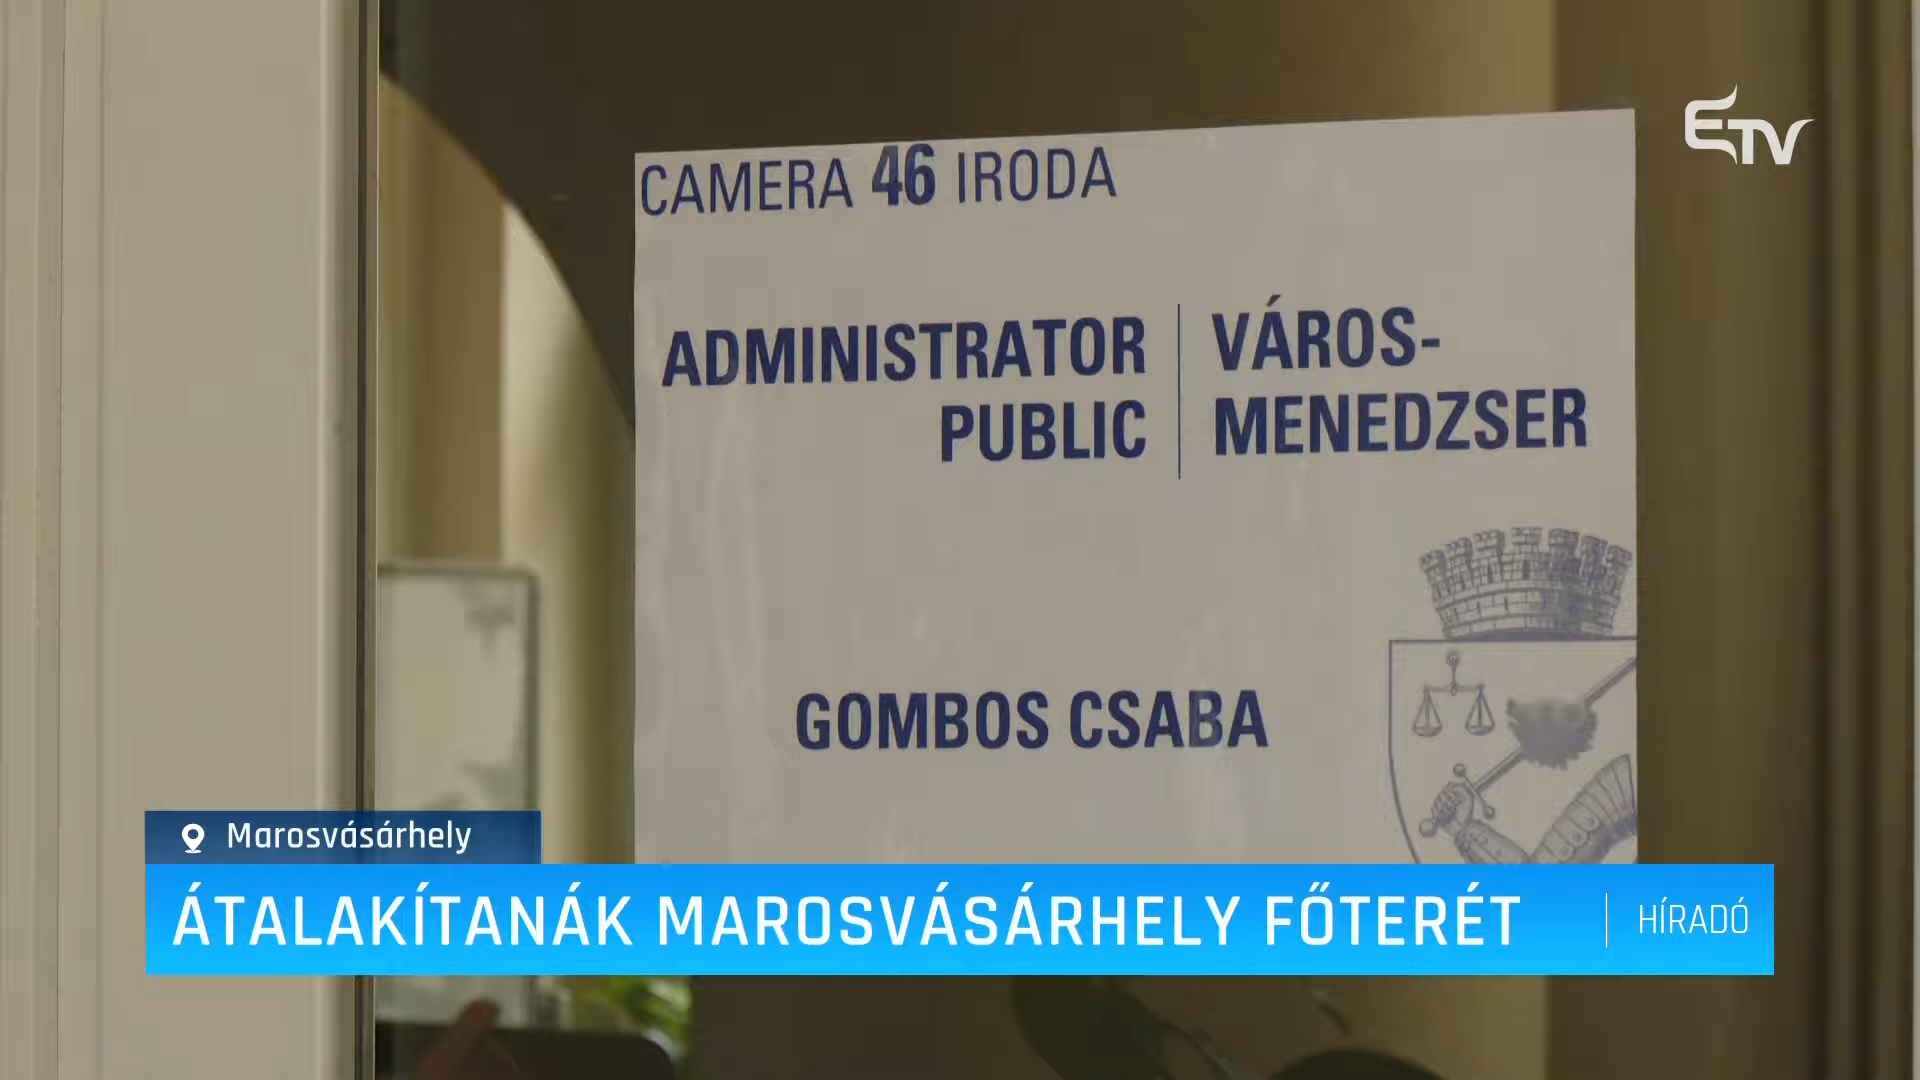 ETV
CAMERA 46 IRODA
ADMINISTRATOR PUBLIC
VÁROS-
MENEDZSER
GOMBOS CSABA
Marosvásárhely
ÁTALAKÍTANÁK MAROSVÁSÁRHELY FŐTERÉT
HÍRADÓ